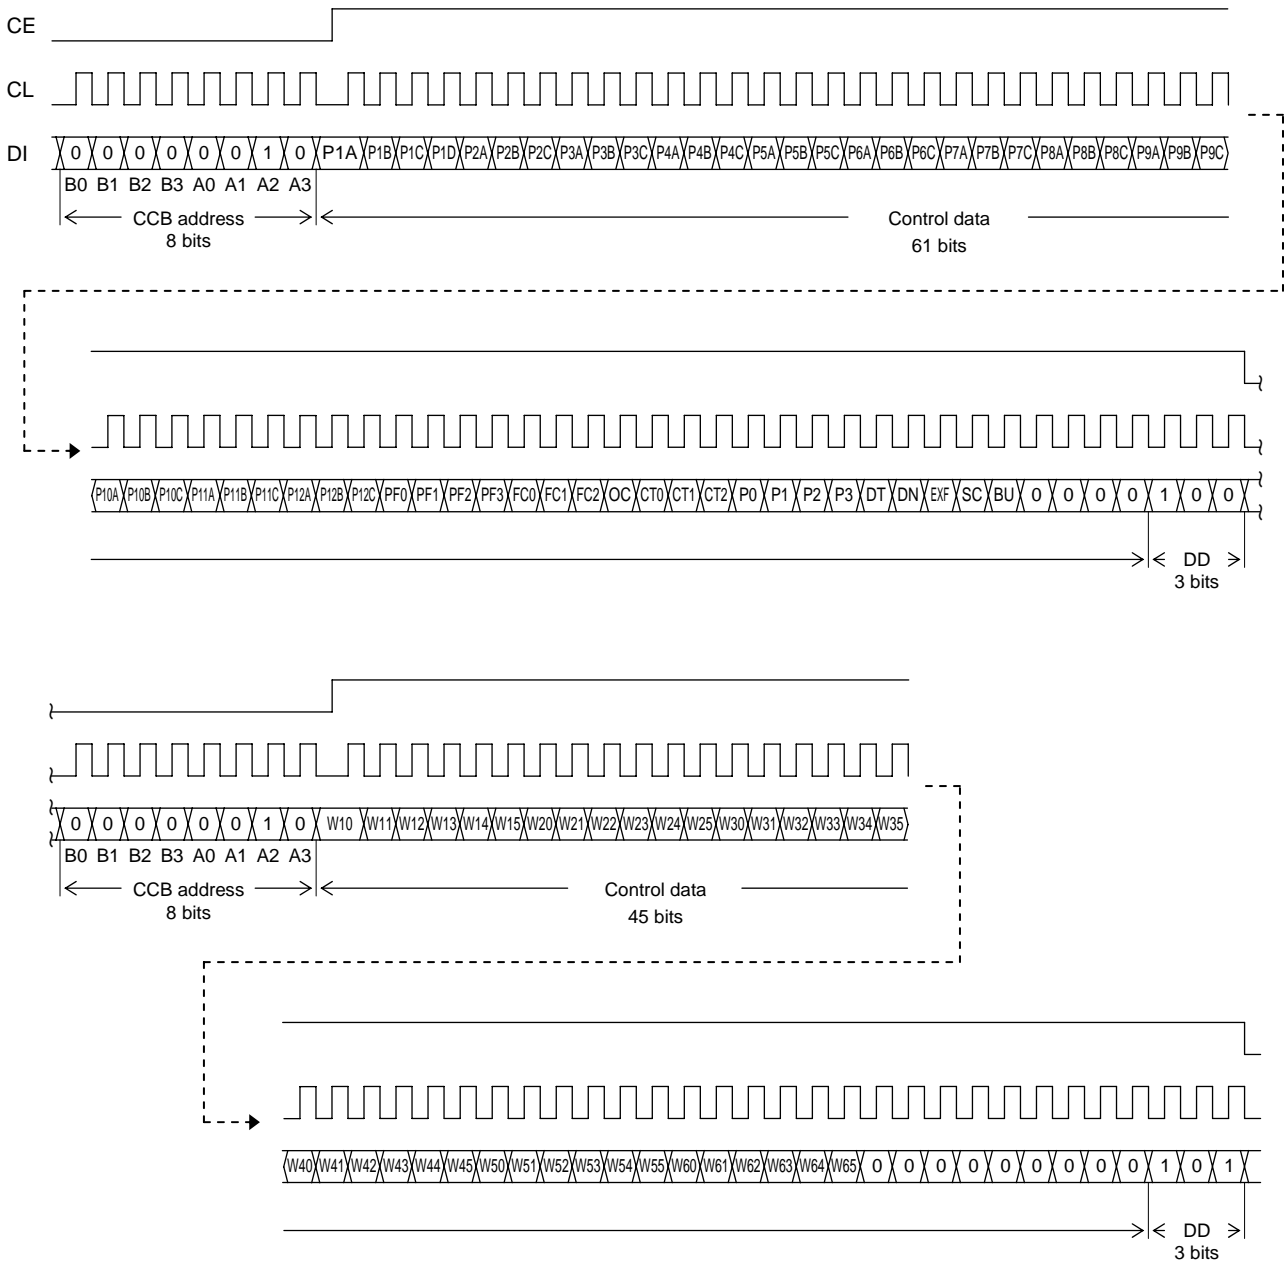 CE
CL
DI 0 0 0 0 0 0 1 0 P1A P1B P1C P1D P2A P2B P2C P3A P3B P3C P4A P4B P4C P5A P5B P5C P6A P6B P6C P7A P7B P7C P8A P8B P8C P9A P9B P9C
B0 B1 B2 B3 A0 A1 A2 A3
CCB address Control data
8 bits 61 bits
P10A P10B P10C P11A P11B P11C P12A P12B P12C PF0 PF1 PF2 PF3 FC0 FC1 FC2 OC CT0 CT1 CT2 P0 P1 P2 P3 DT DN EXF SC BU 0 0 0 0 1 0 0
DD
3 bits
0 0 0 0 0 0 1 0 W10 W11 W12 W13 W14 W15 W20 W21 W22 W23 W24 W25 W30 W31 W32 W33 W34 W35
B0 B1 B2 B3 A0 A1 A2 A3
CCB address Control data
8 bits 45 bits
W40 W41 W42 W43 W44 W45 W50 W51 W52 W53 W54 W55 W60 W61 W62 W63 W64 W65 0 0 0 0 0 0 0 0 0 1 0 1
DD
3 bits